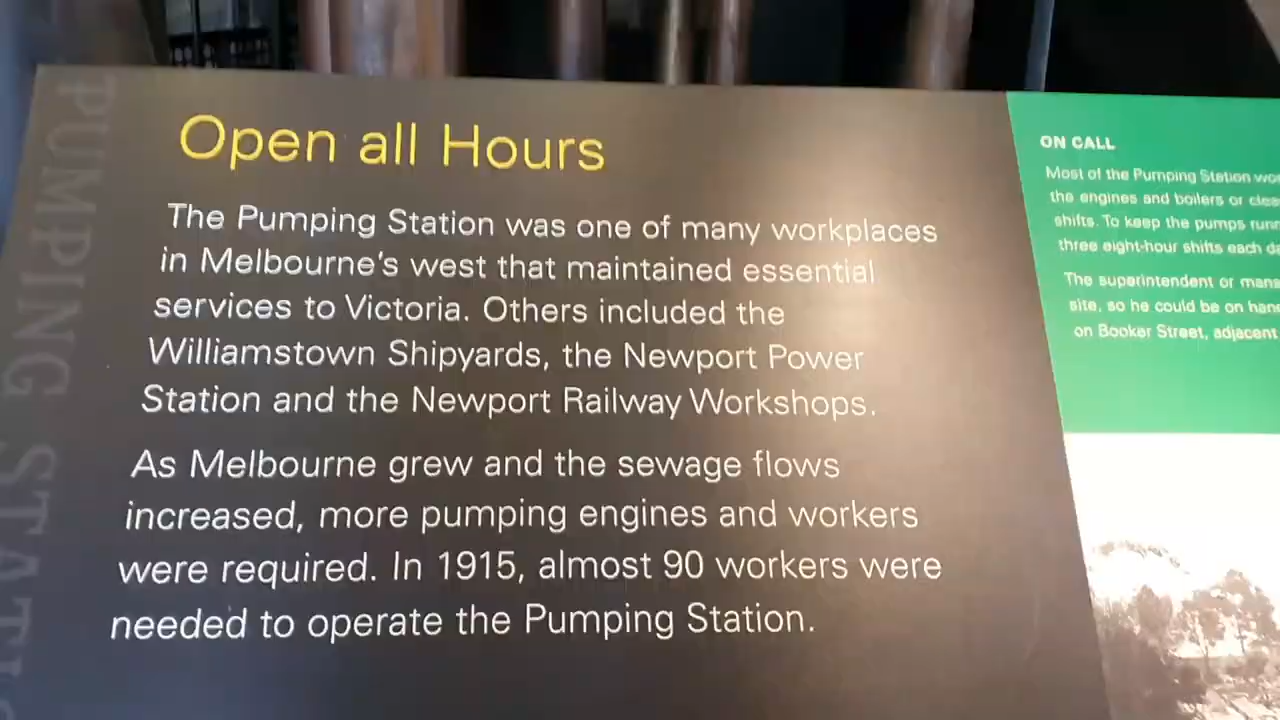 PUMPING STATI
Open all Hours
The Pumping Station was one of many workplaces
in Melbourne's west that maintained essential
services to Victoria. Others included the
Williamstown Shipyards, the Newport Power
Station and the Newport Railway Workshops.
As Melbourne grew and the sewage flows
increased, more pumping engines and workers
were required. In 1915, almost 90 workers were
needed to operate the Pumping Station.
ON CALL
Most of the Pumping Station
the engines and boilers or
shifts. To keep the pumps
three eight-hour shifts each
The superintendent or
site, so he could be on
on Booker Street, adjacent